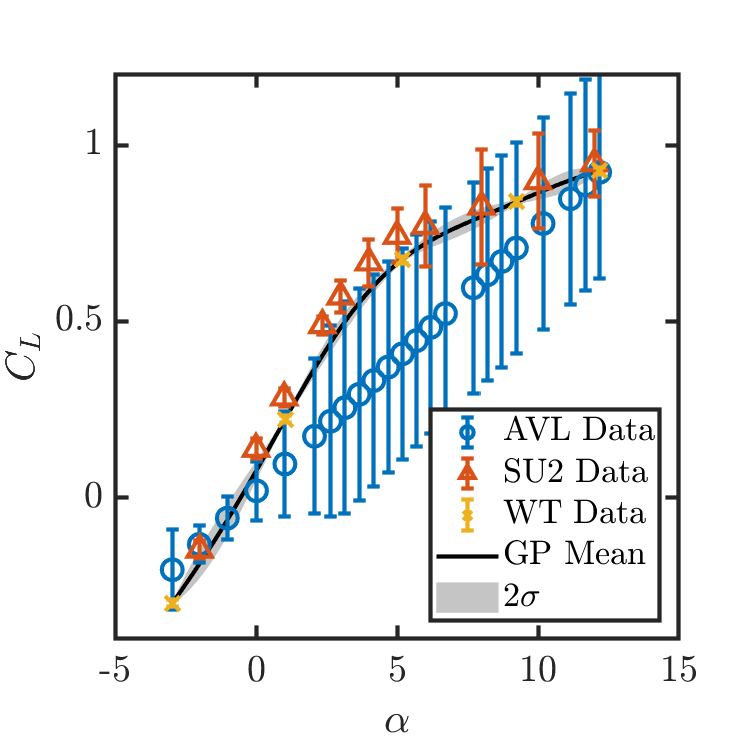 1
0.5
0
C_L
-5 0 5 10 15
α
AVL Data
SU2 Data
WT Data
GP Mean
2σ